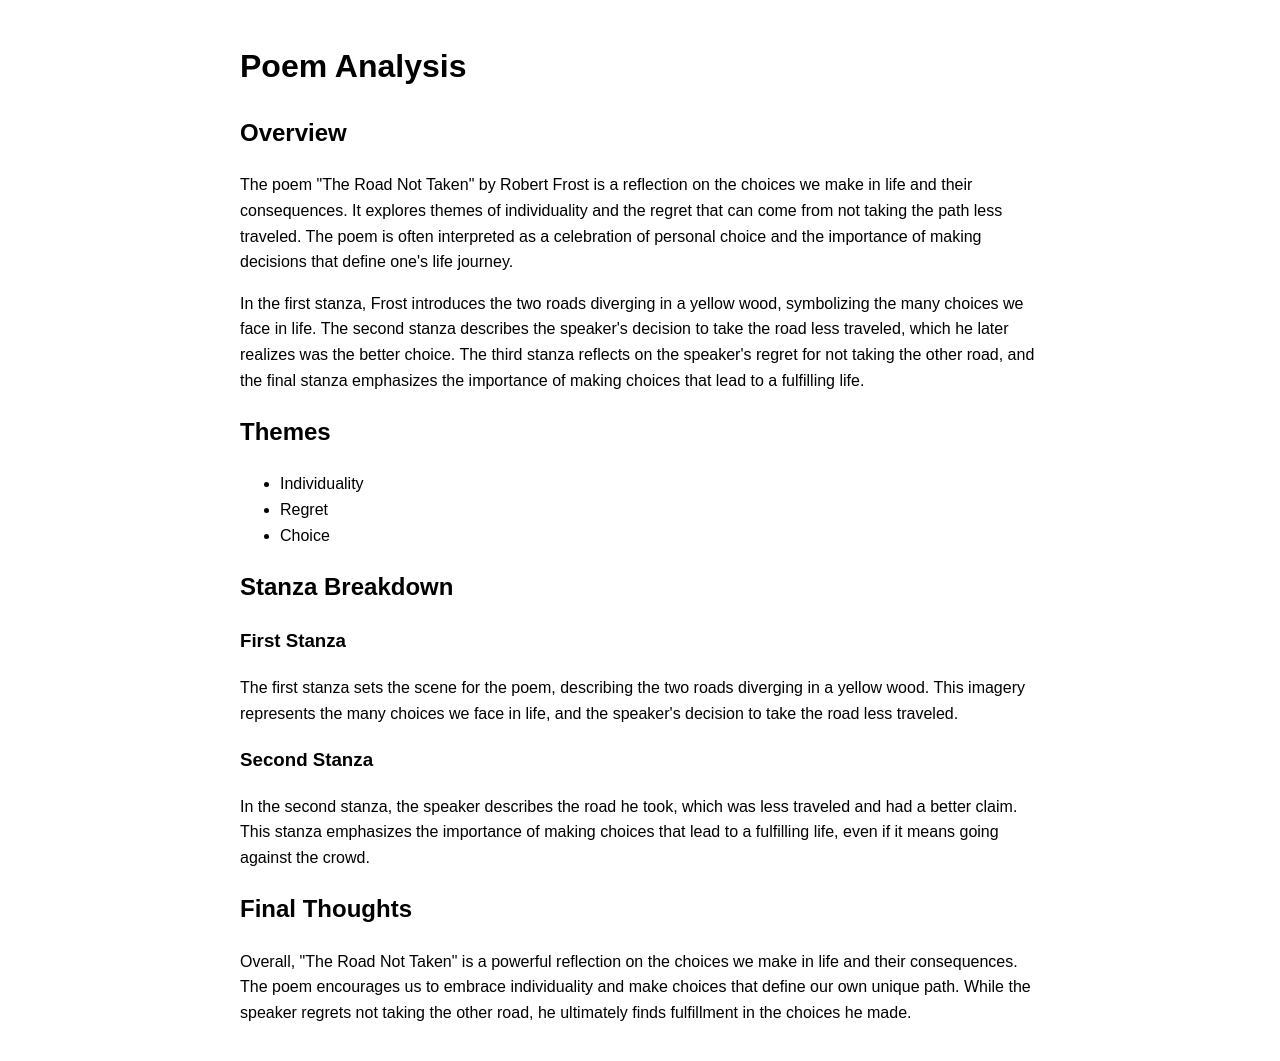 Poem Analysis
Overview
The poem "The Road Not Taken" by Robert Frost is a reflection on the choices we make in life and their
consequences. It explores themes of individuality and the regret that can come from not taking the path less
traveled. The poem is often interpreted as a celebration of personal choice and the importance of making
decisions that define one's life journey.
In the first stanza, Frost introduces the two roads diverging in a yellow wood, symbolizing the many choices we
face in life. The second stanza describes the speaker's decision to take the road less traveled, which he later
realizes was the better choice. The third stanza reflects on the speaker's regret for not taking the other road, and
the final stanza emphasizes the importance of making choices that lead to a fulfilling life.
Themes
• Individuality
• Regret
• Choice
Stanza Breakdown
First Stanza
The first stanza sets the scene for the poem, describing the two roads diverging in a yellow wood. This imagery
represents the many choices we face in life, and the speaker's decision to take the road less traveled.
Second Stanza
In the second stanza, the speaker describes the road he took, which was less traveled and had a better claim.
This stanza emphasizes the importance of making choices that lead to a fulfilling life, even if it means going
against the crowd.
Final Thoughts
Overall, "The Road Not Taken" is a powerful reflection on the choices we make in life and their consequences.
The poem encourages us to embrace individuality and make choices that define our own unique path. While the
speaker regrets not taking the other road, he ultimately finds fulfillment in the choices he made.